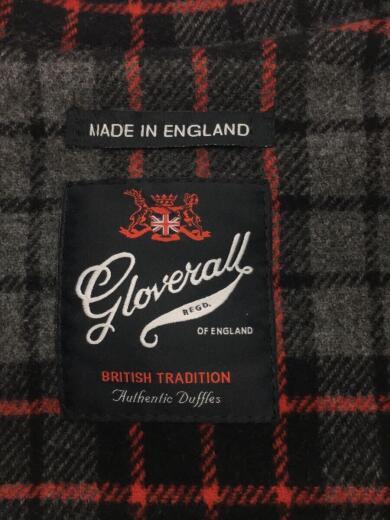 MADE IN ENGLAND
Gloverall
REGD.
OF ENGLAND
BRITISH TRADITION
Authentic Duffles